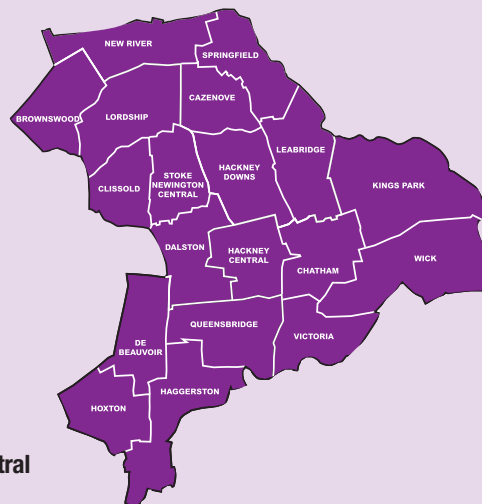 NEW RIVER
SPRINGFIELD
BROWNSWOOD
LORDSHIP
CAZENOVE
LEABRIDGE
CLISSOLD
STOKE
NEWINGTON
CENTRAL
HACKNEY
DOWNS
KINGS PARK
DALSTON
HACKNEY
CENTRAL
CHATHAM
WICK
QUEENSBRIDGE
VICTORIA
DE
BEAUVOIR
HAGGERSTON
HOXTON
tral